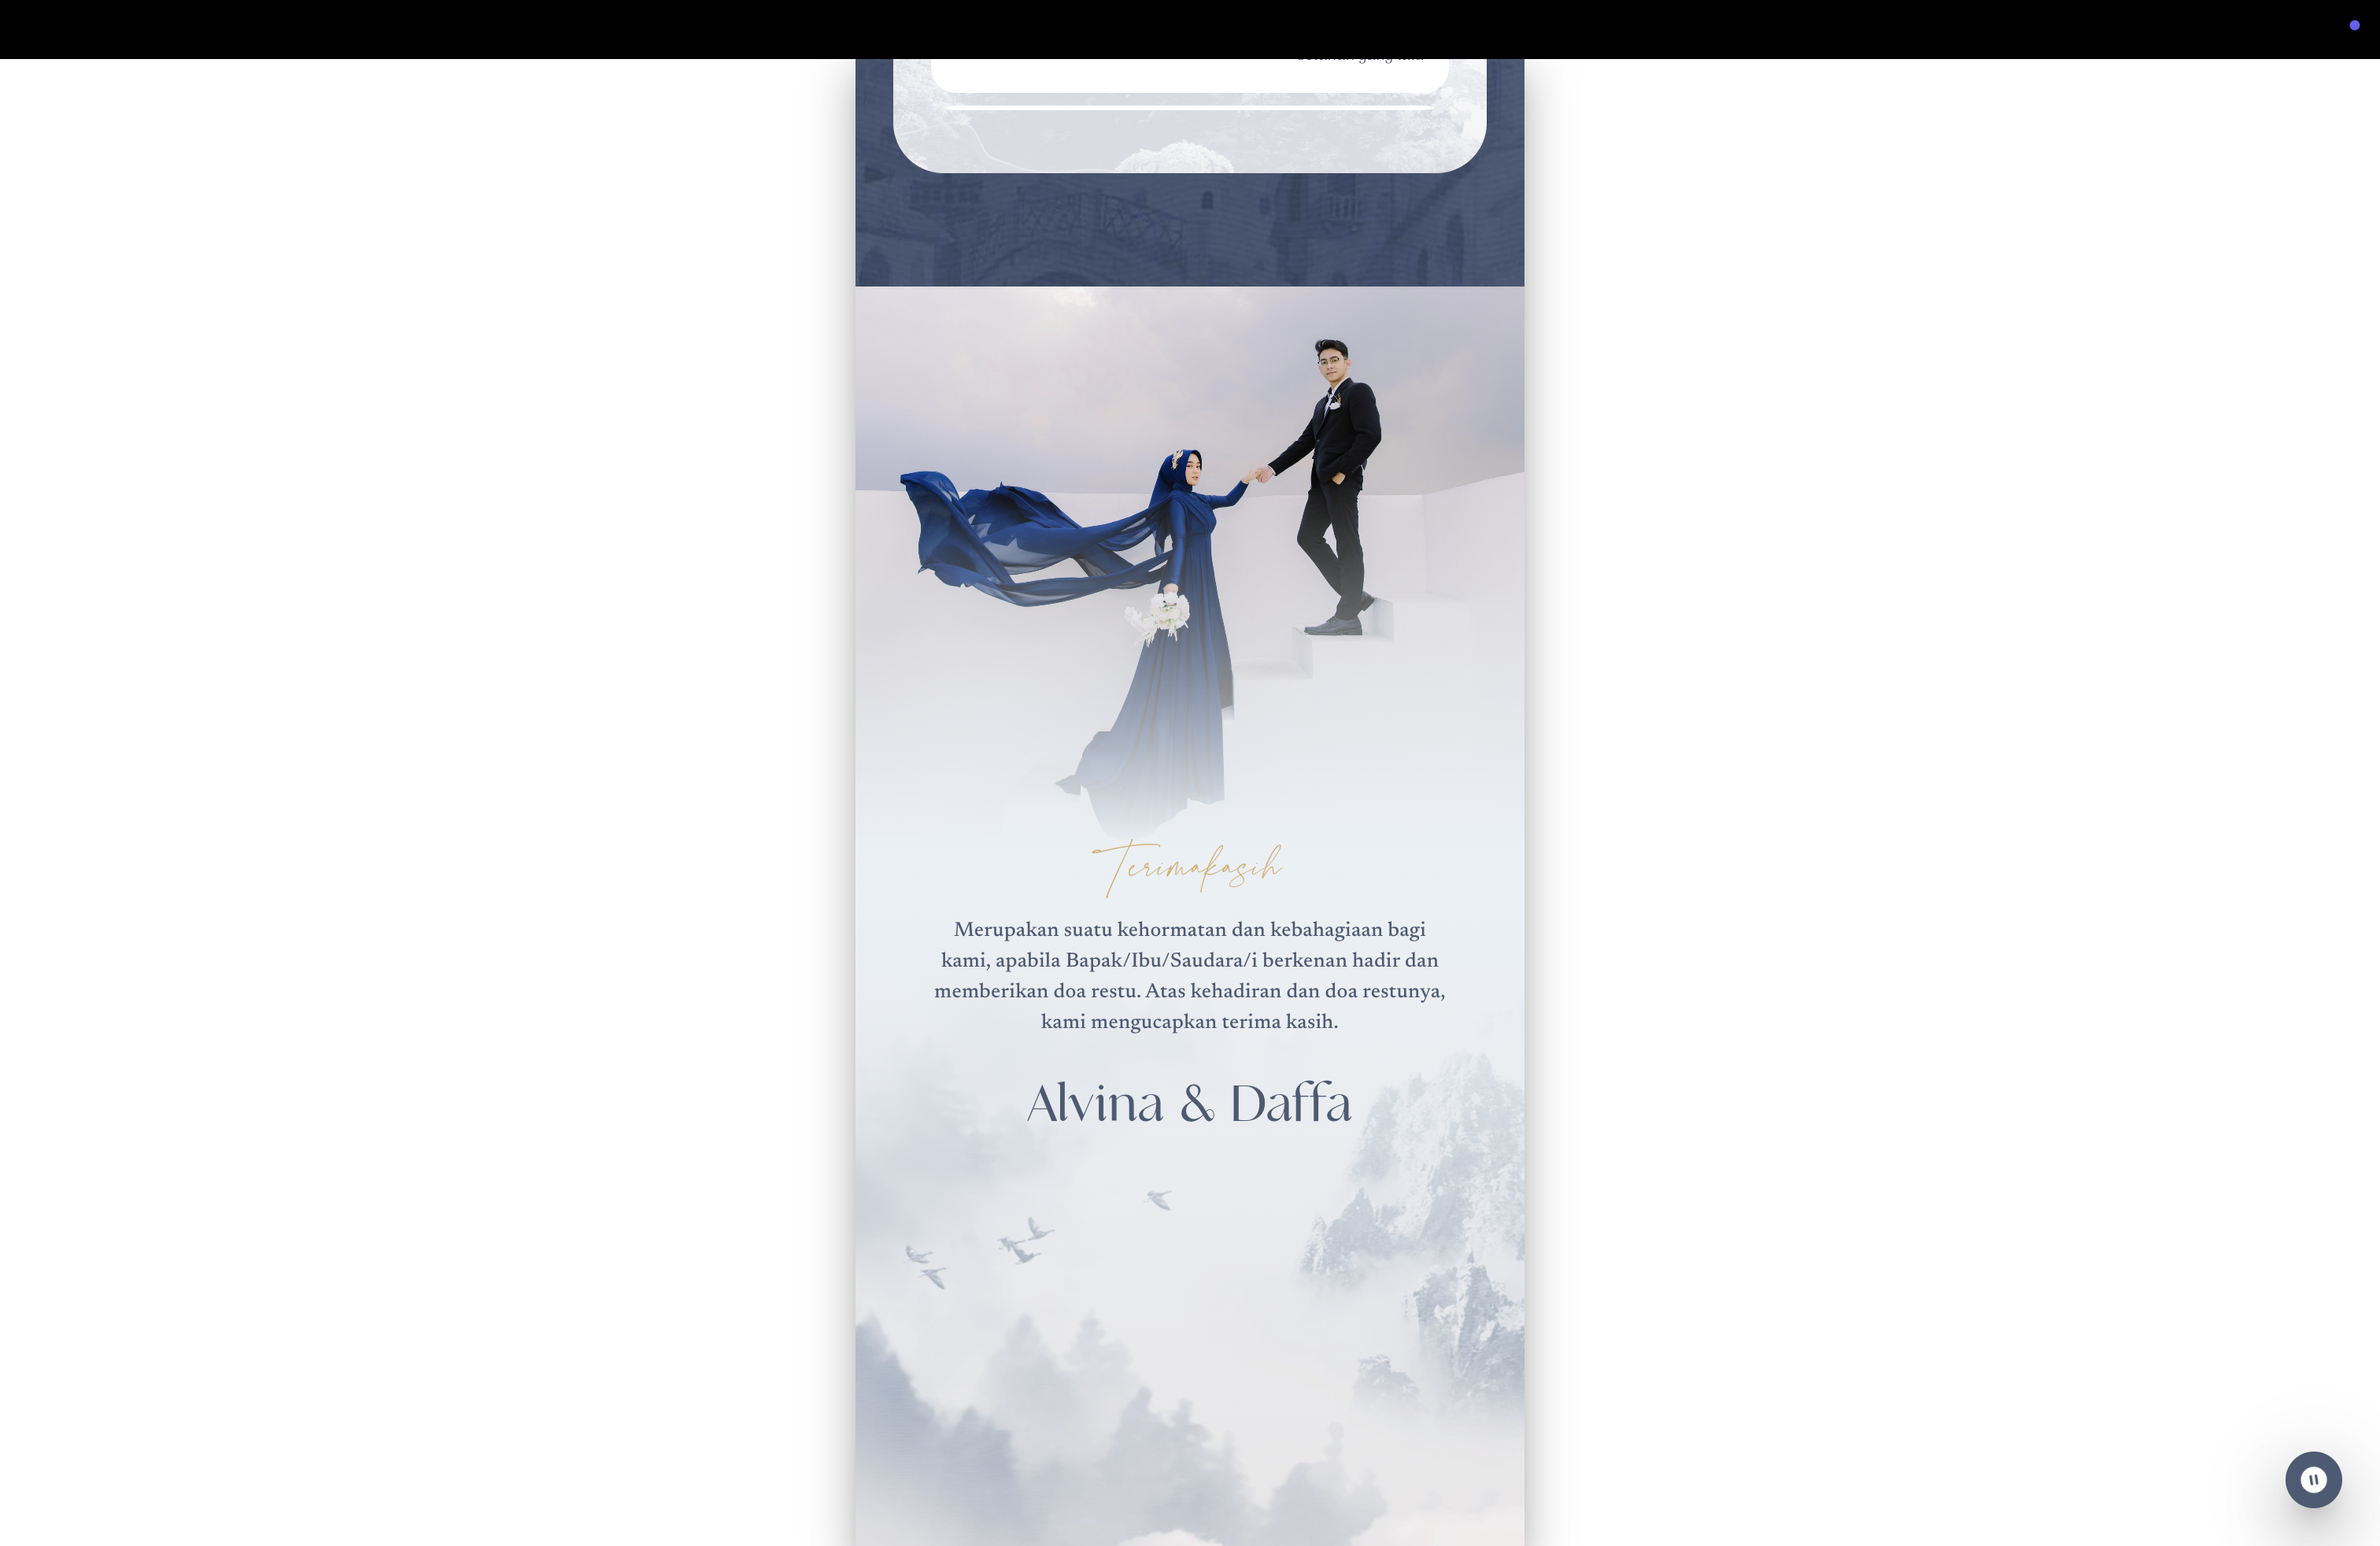 Terimakasih
Merupakan suatu kehormatan dan kebahagiaan bagi
kami, apabila Bapak/Ibu/Saudara/i berkenan hadir dan
memberikan doa restu. Atas kehadiran dan doa restunya,
kami mengucapkan terima kasih.
Alvina & Daffa